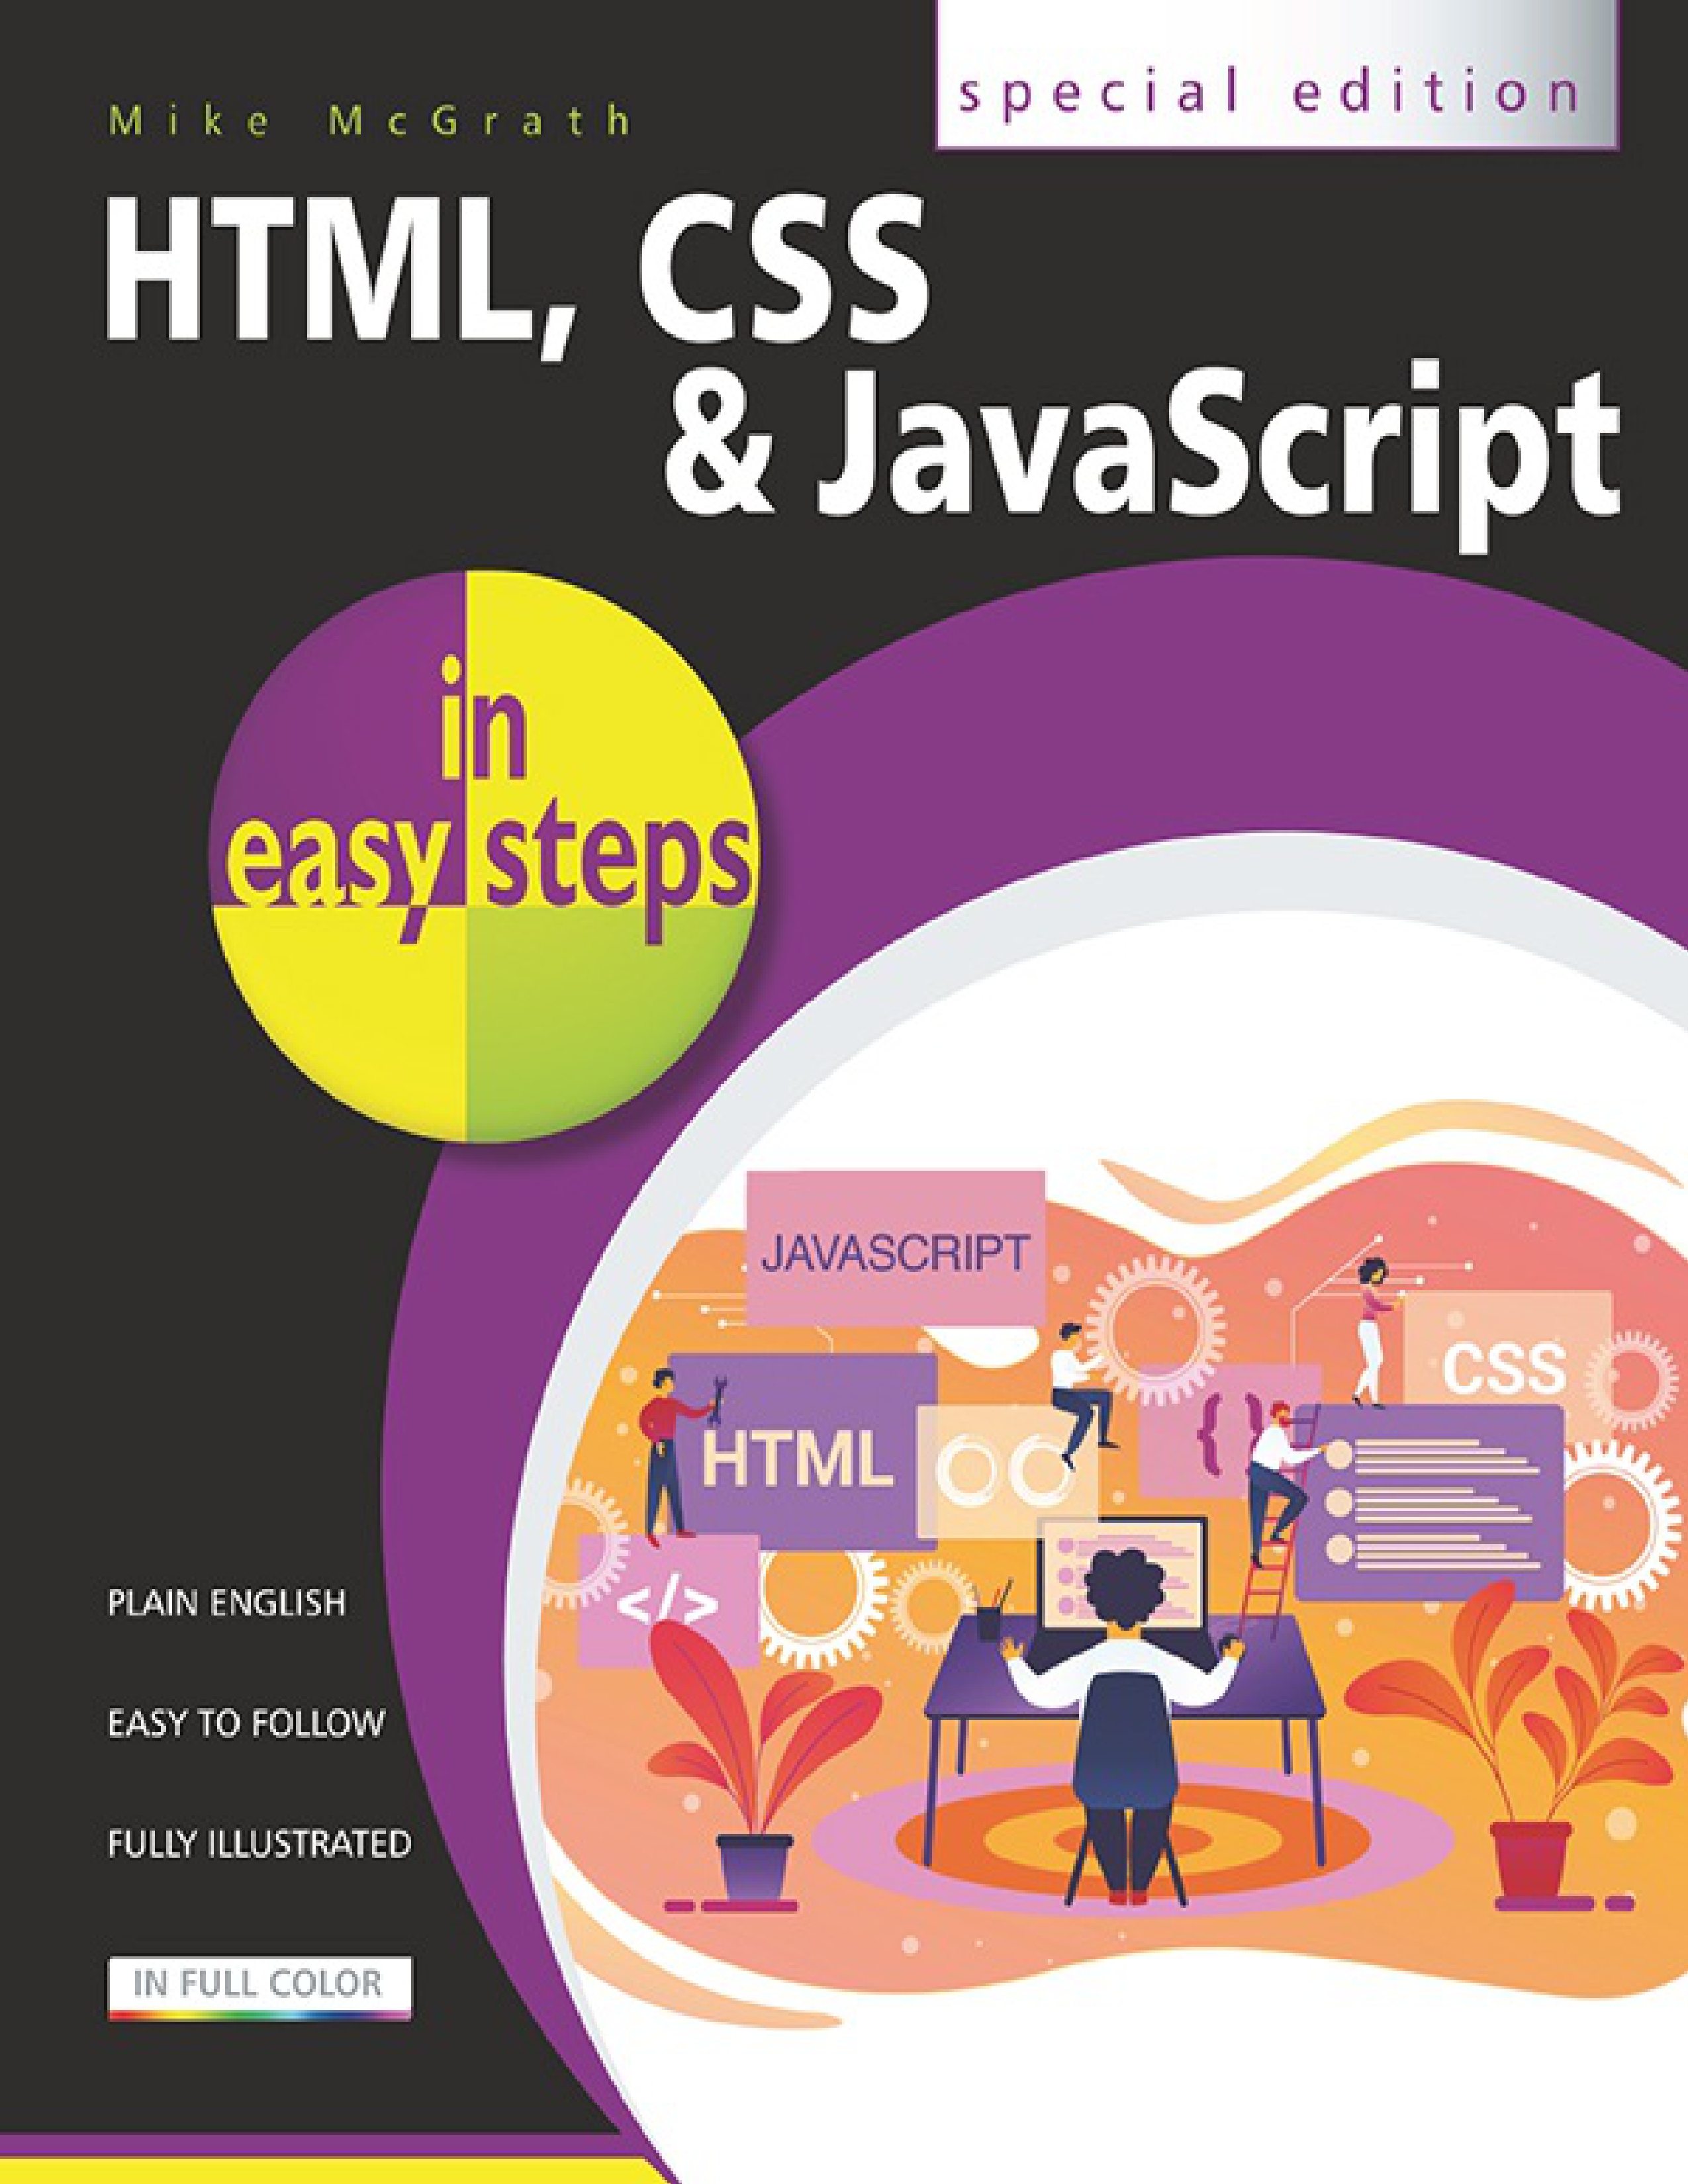 special edition
Mike McGrath
HTML, CSS
& JavaScript
in
easy steps
JAVASCRIPT
CSS
HTML
{ }
</>
PLAIN ENGLISH
EASY TO FOLLOW
FULLY ILLUSTRATED
IN FULL COLOR